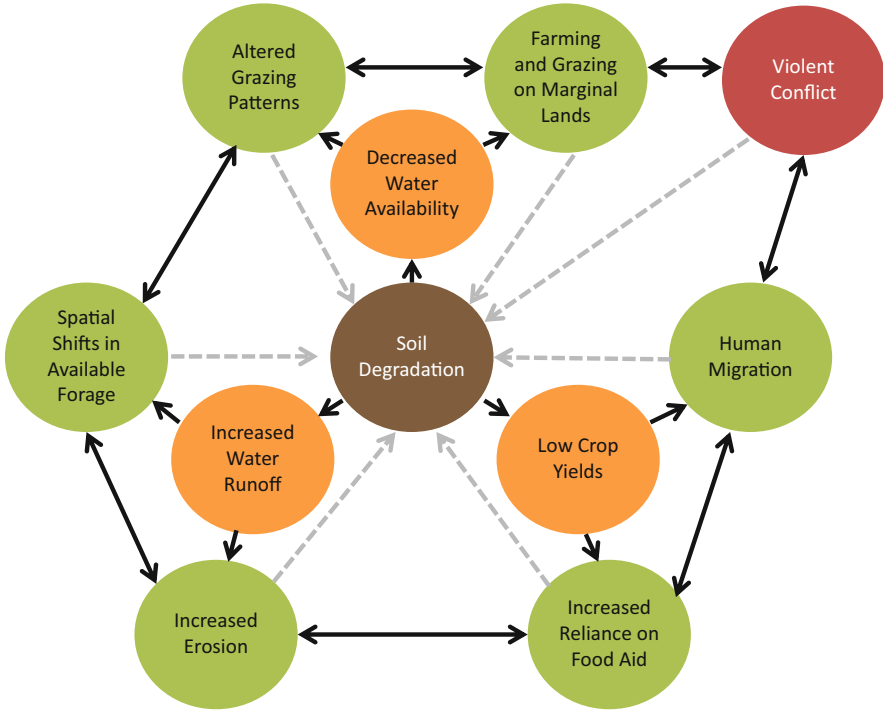 Altered
Grazing
Patterns
Farming
and Grazing
on Marginal
Lands
Violent
Conflict
Decreased
Water
Availability
Spatial
Shifts in
Available
Forage
Soil
Degradation
Human
Migration
Increased
Water
Runoff
Low Crop
Yields
Increased
Erosion
Increased
Reliance on
Food Aid